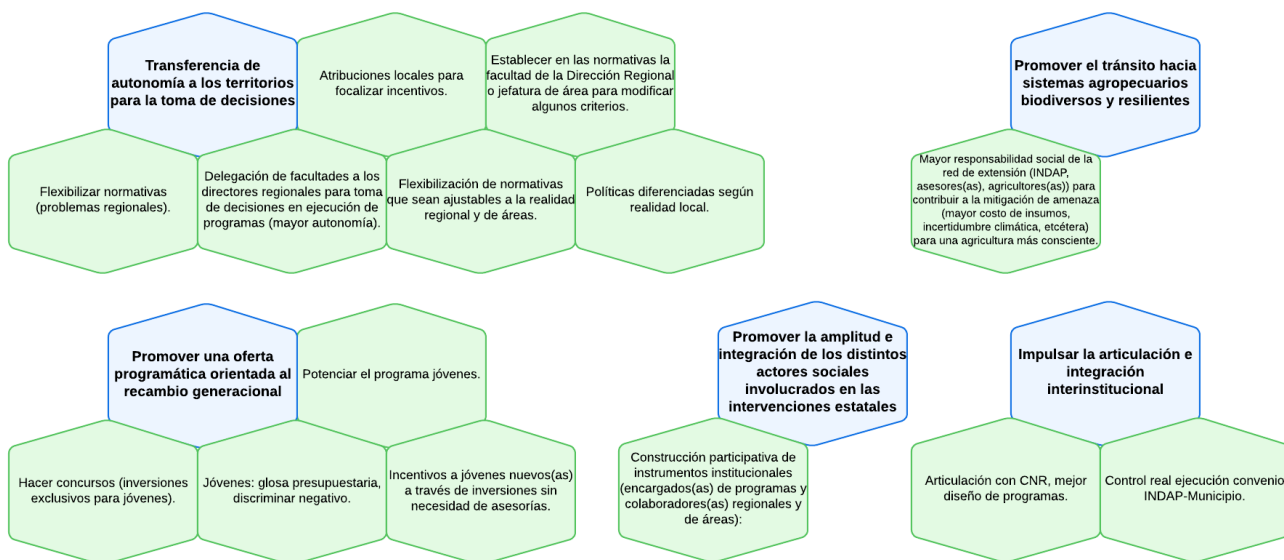 Transferencia de
autonomía a los territorios
para la toma de decisiones
Atribuciones locales para
focalizar incentivos.
Establecer en las normativas la
facultad de la Dirección Regional
o jefatura de área para modificar
algunos criterios.
Flexibilizar normativas
(problemas regionales).
Delegación de facultades a los
directores regionales para toma
de decisiones en ejecución de
programas (mayor autonomía).
Flexibilización de normativas
que sean ajustables a la realidad
regional y de áreas.
Políticas diferenciadas según
realidad local.
Promover el tránsito hacia
sistemas agropecuarios
biodiversos y resilientes
Mayor responsabilidad social de la
red de extensión (INDAP,
asesores(as), agricultores(as)) para
contribuir a la mitigación de amenaza
(mayor costo de insumos,
incertidumbre climática, etcétera)
para una agricultura más consciente.
Promover una oferta
programática orientada al
recambio generacional
Potenciar el programa jóvenes.
Hacer concursos (inversiones
exclusivas para jóvenes).
Jóvenes: glosa presupuestaria,
discriminar negativo.
Incentivos a jóvenes nuevos(as)
a través de inversiones sin
necesidad de asesorías.
Promover la amplitud e
integración de los distintos
actores sociales
involucrados en las
intervenciones estatales
Construcción participativa de
instrumentos institucionales
(encargados(as) de programas y
colaboradores(as) regionales y
de áreas):
Impulsar la articulación e
integración
interinstitucional
Articulación con CNR, mejor
diseño de programas.
Control real ejecución convenio
INDAP-Municipio.